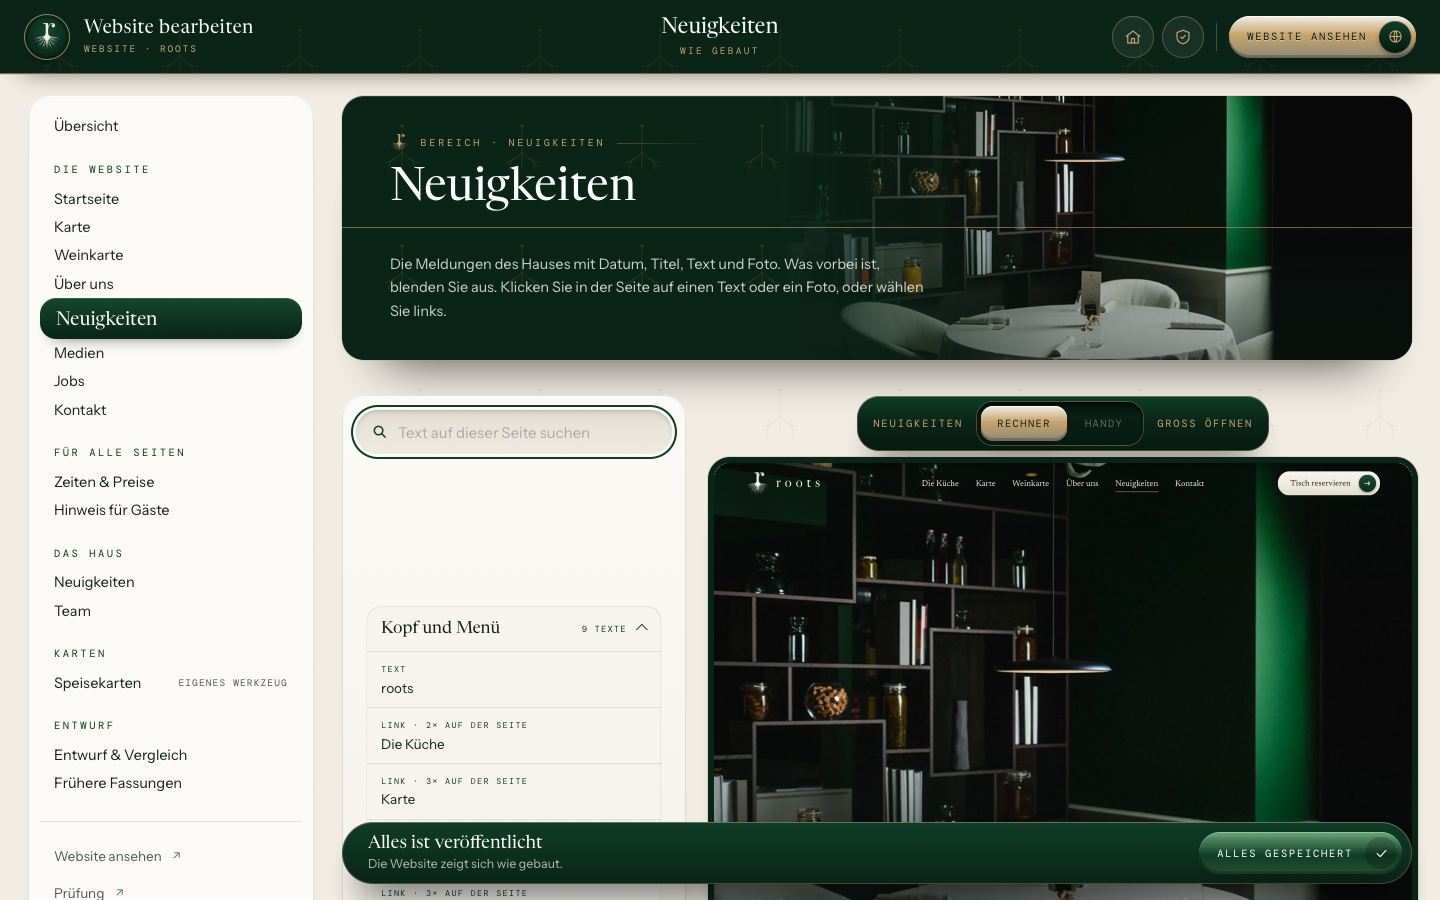 Website bearbeiten
WEBSITE · ROOTS
Neuigkeiten
WIE GEBAUT
WEBSITE ANSEHEN
Übersicht
DIE WEBSITE
Startseite
Karte
Weinkarte
Über uns
Neuigkeiten
Medien
Jobs
Kontakt
FÜR ALLE SEITEN
Zeiten & Preise
Hinweis für Gäste
DAS HAUS
Neuigkeiten
Team
KARTEN
Speisekarten EIGENES WERKZEUG
ENTWURF
Entwurf & Vergleich
Frühere Fassungen
Website ansehen
Prüfung
BEREICH · NEUIGKEITEN
Neuigkeiten
Die Meldungen des Hauses mit Datum, Titel, Text und Foto. Was vorbei ist,
blenden Sie aus. Klicken Sie in der Seite auf einen Text oder ein Foto, oder wählen
Sie links.
Text auf dieser Seite suchen
Kopf und Menü 9 TEXTE
TEXT
roots
LINK · 2× AUF DER SEITE
Die Küche
LINK · 3× AUF DER SEITE
Karte
LINK · 3× AUF DER SEITE
NEUIGKEITEN RECHNER HANDY GROSS ÖFFNEN
roots Die Küche Karte Weinkarte Über uns Neuigkeiten Kontakt Tisch reservieren
Alles ist veröffentlicht
Die Website zeigt sich wie gebaut.
ALLES GESPEICHERT